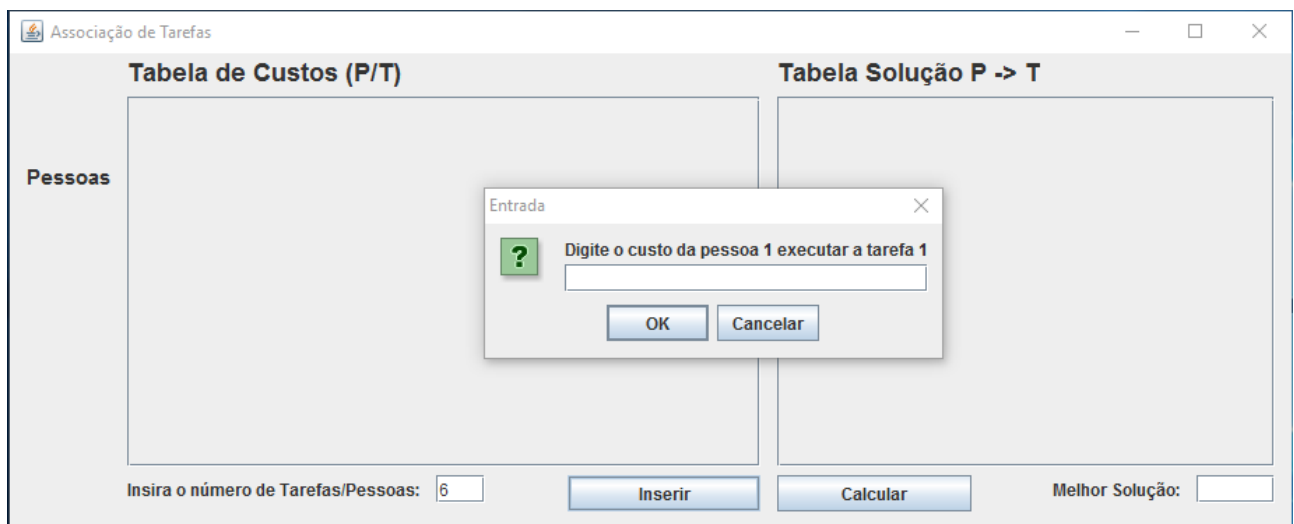 Associação de Tarefas
Tabela de Custos (P/T)
Tabela Solução P -> T
Pessoas
Entrada
?
Digite o custo da pessoa 1 executar a tarefa 1
OK
Cancelar
Insira o número de Tarefas/Pessoas: 6
Inserir
Calcular
Melhor Solução: